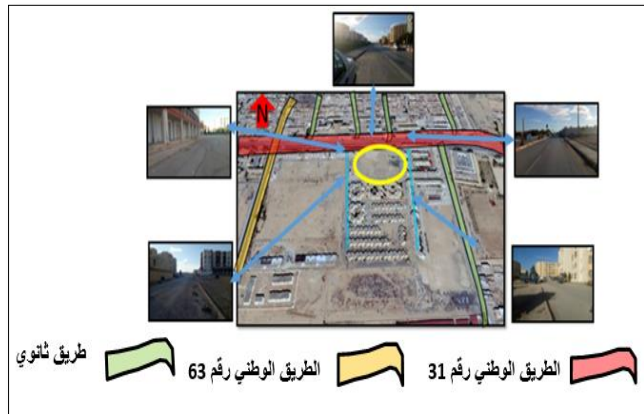 N
الطريق الوطني رقم 31
الطريق الوطني رقم 63
طريق ثانوي